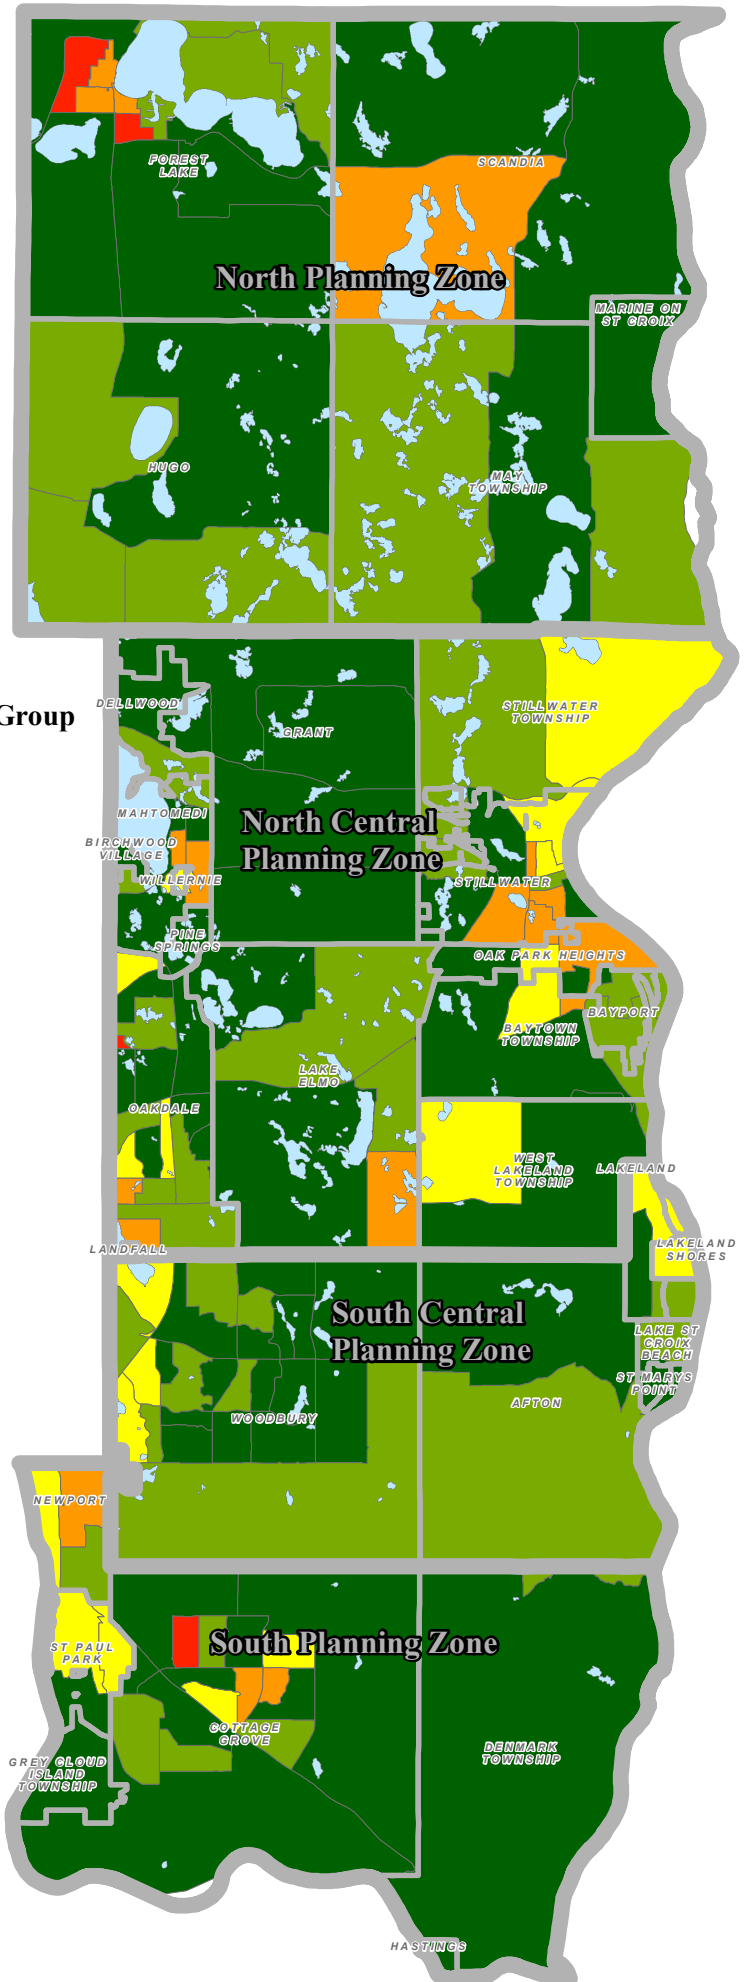 FOREST
LAKE
SCANDIA
North Planning Zone
MARINE ON
ST CROIX
HUGO
MAY
TOWNSHIP
DELLWOOD
Group
GRANT
STILLWATER
TOWNSHIP
MAHTOMEDI
North Central
Planning Zone
BIRCHWOOD
VILLAGE
WILLERNIE
STILLWATER
PINE
SPRINGS
OAK PARK HEIGHTS
BAYPORT
BAYTOWN
TOWNSHIP
LAKE
ELMO
OAKDALE
WEST
LAKELAND
TOWNSHIP
LAKELAND
LANDFALL
LAKELAND
SHORES
South Central
Planning Zone
LAKE ST
CROIX
BEACH
ST MARYS
POINT
AFTON
WOODBURY
NEWPORT
ST PAUL
PARK
South Planning Zone
COTTAGE
GROVE
DENMARK
TOWNSHIP
GREY CLOUD
ISLAND
TOWNSHIP
HASTINGS